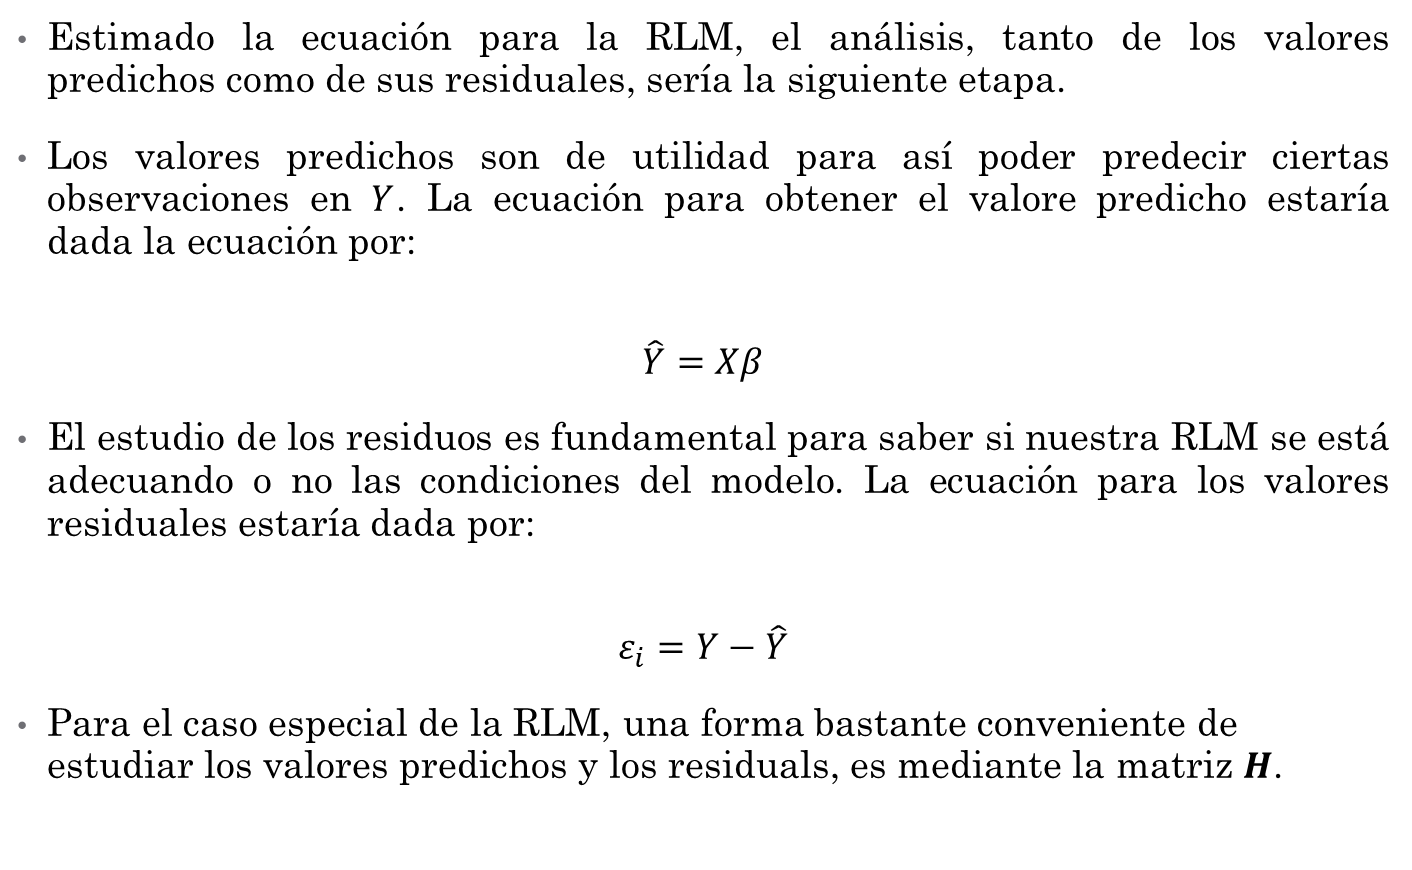 • Estimado la ecuación para la RLM, el análisis, tanto de los valores
predichos como de sus residuales, sería la siguiente etapa.
• Los valores predichos son de utilidad para así poder predecir ciertas
observaciones en Y. La ecuación para obtener el valore predicho estaría
dada la ecuación por:
Ŷ = Xβ
• El estudio de los residuos es fundamental para saber si nuestra RLM se está
adecuando o no las condiciones del modelo. La ecuación para los valores
residuales estaría dada por:
εᵢ = Y − Ŷ
• Para el caso especial de la RLM, una forma bastante conveniente de
estudiar los valores predichos y los residuals, es mediante la matriz H.